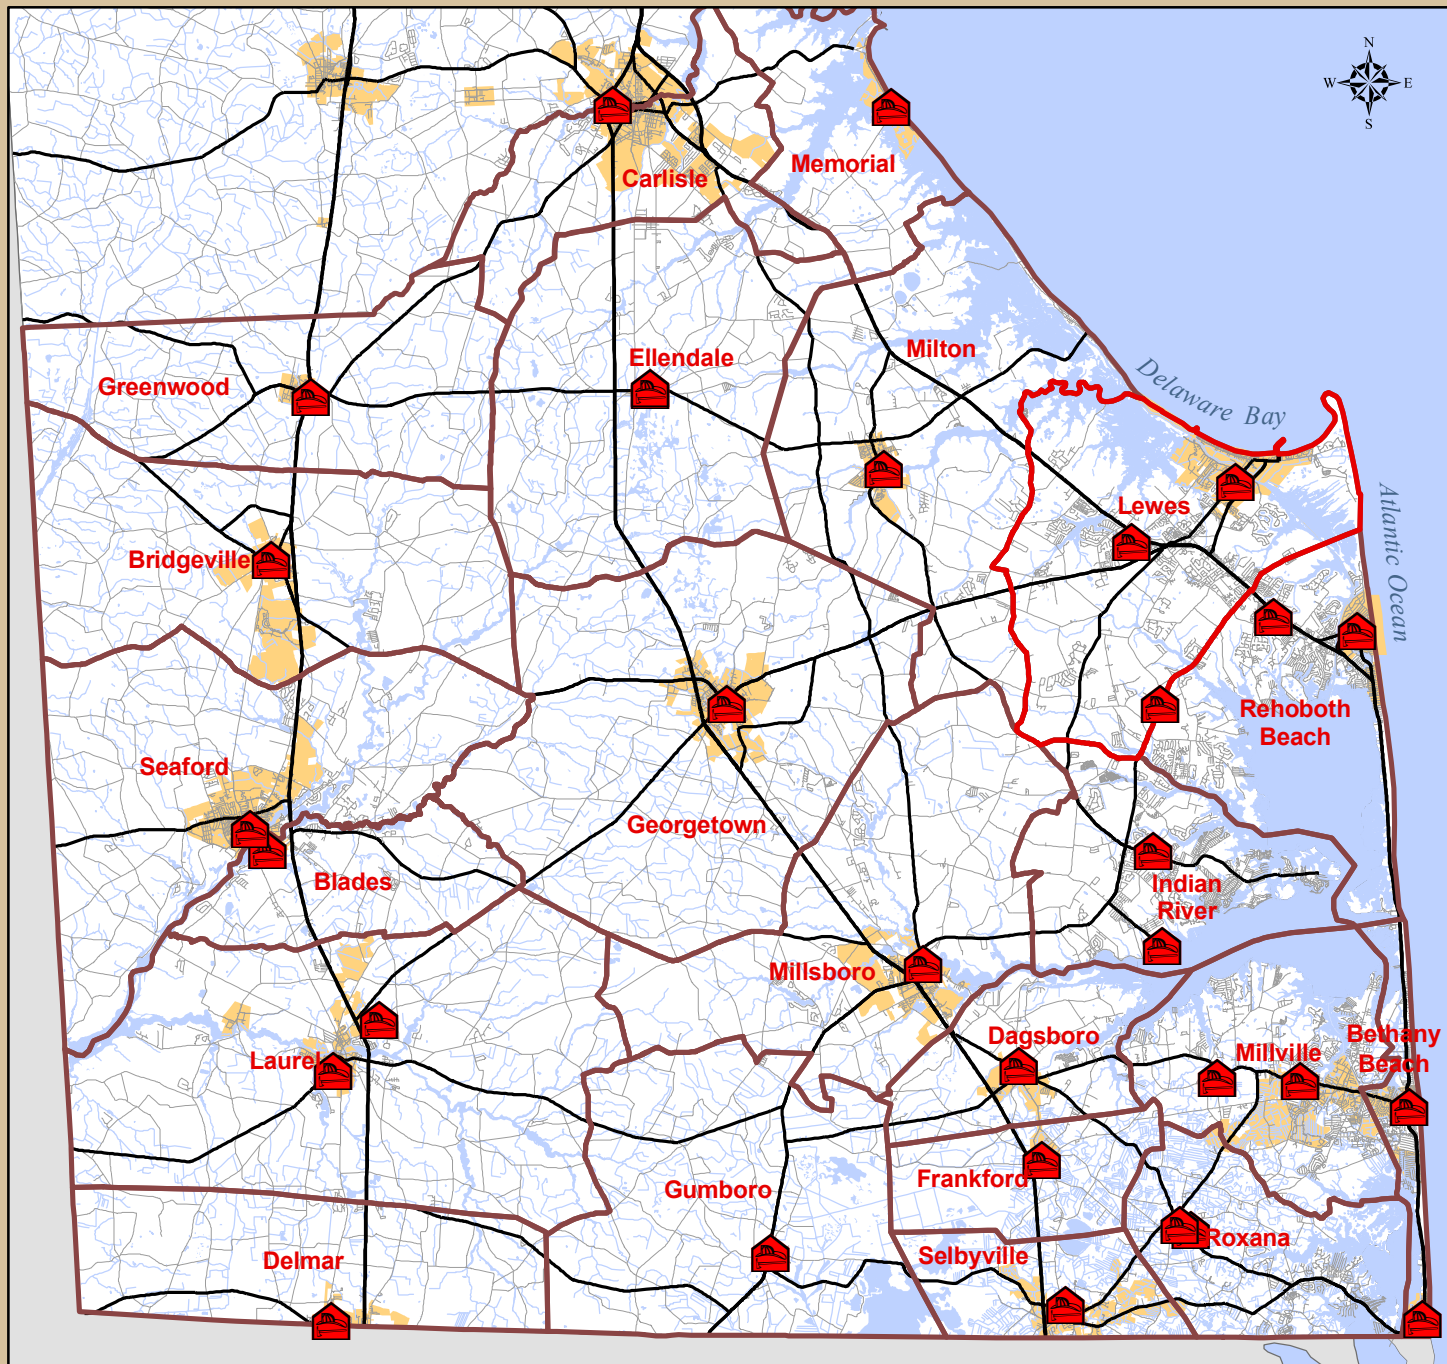 N
W E
S
Memorial
Carlisle
Milton
Ellendale
Greenwood
Delaware Bay
Lewes
Atlantic Ocean
Bridgeville
Rehoboth
Beach
Seaford
Georgetown
Blades
Indian
River
Millsboro
Dagsboro
Bethany
Beach
Millville
Laurel
Frankford
Gumboro
Roxana
Selbyville
Delmar